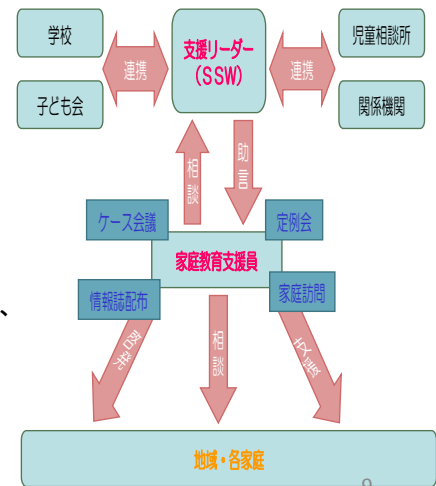 学校
支援リーダー
(SSW)
児童相談所
連携
連携
子ども会
関係機関
相談
助言
ケース会議
定例会
家庭教育支援員
情報誌配布
家庭訪問
、
啓発
相談
支援
地域・各家庭
9